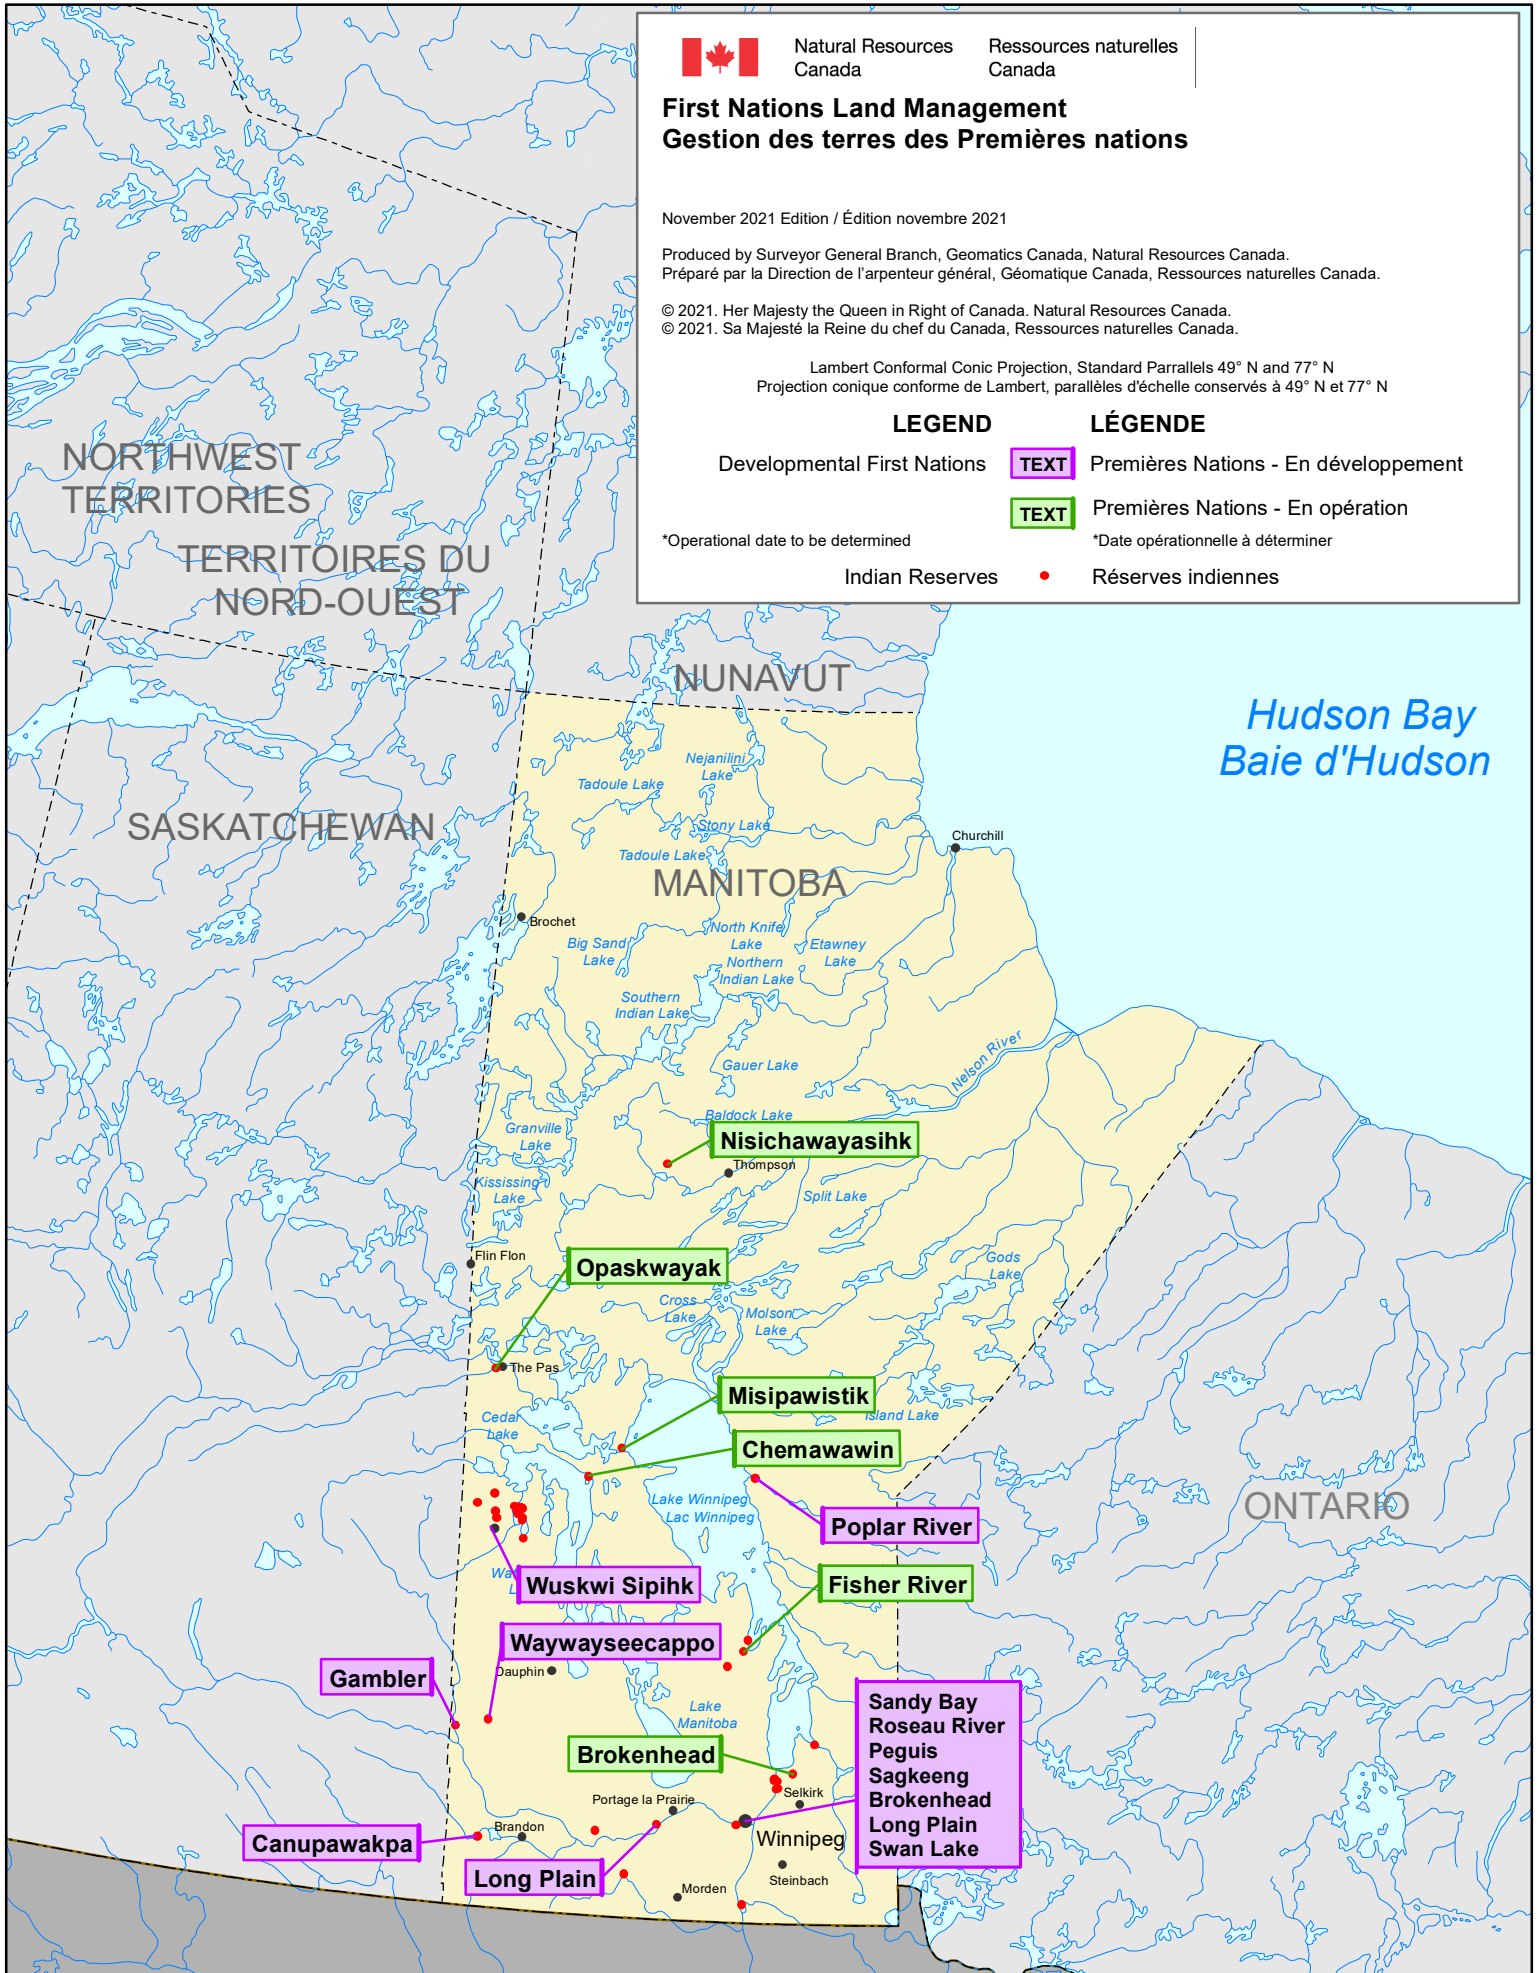 Natural Resources
Canada
Ressources naturelles
Canada
First Nations Land Management
Gestion des terres des Premières nations
November 2021 Edition / Édition novembre 2021
Produced by Surveyor General Branch, Geomatics Canada, Natural Resources Canada.
Préparé par la Direction de l'arpenteur général, Géomatique Canada, Ressources naturelles Canada.
© 2021. Her Majesty the Queen in Right of Canada. Natural Resources Canada.
© 2021. Sa Majesté la Reine du chef du Canada, Ressources naturelles Canada.
Lambert Conformal Conic Projection, Standard Parrallels 49° N and 77° N
Projection conique conforme de Lambert, parallèles d'échelle conservés à 49° N et 77° N
LEGEND
LÉGENDE
Developmental First Nations
TEXT
Premières Nations - En développement
TEXT
Premières Nations - En opération
*Operational date to be determined
*Date opérationnelle à déterminer
Indian Reserves
Réserves indiennes
NORTHWEST
TERRITORIES
TERRITOIRES DU
NORD-OUEST
NUNAVUT
Hudson Bay
Baie d'Hudson
SASKATCHEWAN
Nejanilini
Lake
Tadoule Lake
Stony Lake
Churchill
Tadoule Lake
MANITOBA
Brochet
North Knife
Lake
Big Sand
Lake
Etawney
Lake
Northern
Indian Lake
Southern
Indian Lake
Nelson River
Gauer Lake
Baldock Lake
Granville
Lake
Nisichawayasihk
Thompson
Kississing
Lake
Split Lake
Flin Flon
Opaskwayak
Gods
Lake
Cross
Lake
Molson
Lake
The Pas
Misipawistik
Island Lake
Cedar
Lake
Chemawawin
Lake Winnipeg
Lac Winnipeg
ONTARIO
Poplar River
Wa
L
Wuskwi Sipihk
Fisher River
Waywayseecappo
Dauphin
Gambler
Lake
Manitoba
Sandy Bay
Roseau River
Peguis
Sagkeeng
Brokenhead
Long Plain
Swan Lake
Brokenhead
Selkirk
Portage la Prairie
Brandon
Winnipeg
Canupawakpa
Long Plain
Steinbach
Morden